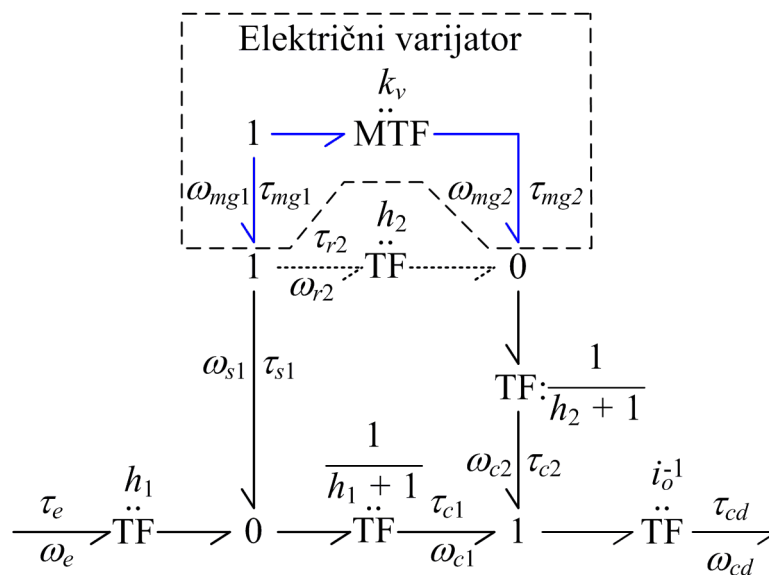 Električni varijator
k_v
1 MTF
ω_mg1 τ_mg1 ω_mg2 τ_mg2
h_2
τ_r2
1 TF 0
ω_r2
ω_s1 τ_s1
TF: 1/(h_2 + 1)
h_1 1/(h_1 + 1) ω_c2 τ_c2 i_o^-1
τ_e τ_c1 τ_cd
TF 0 TF 1 TF
ω_e ω_c1 ω_cd